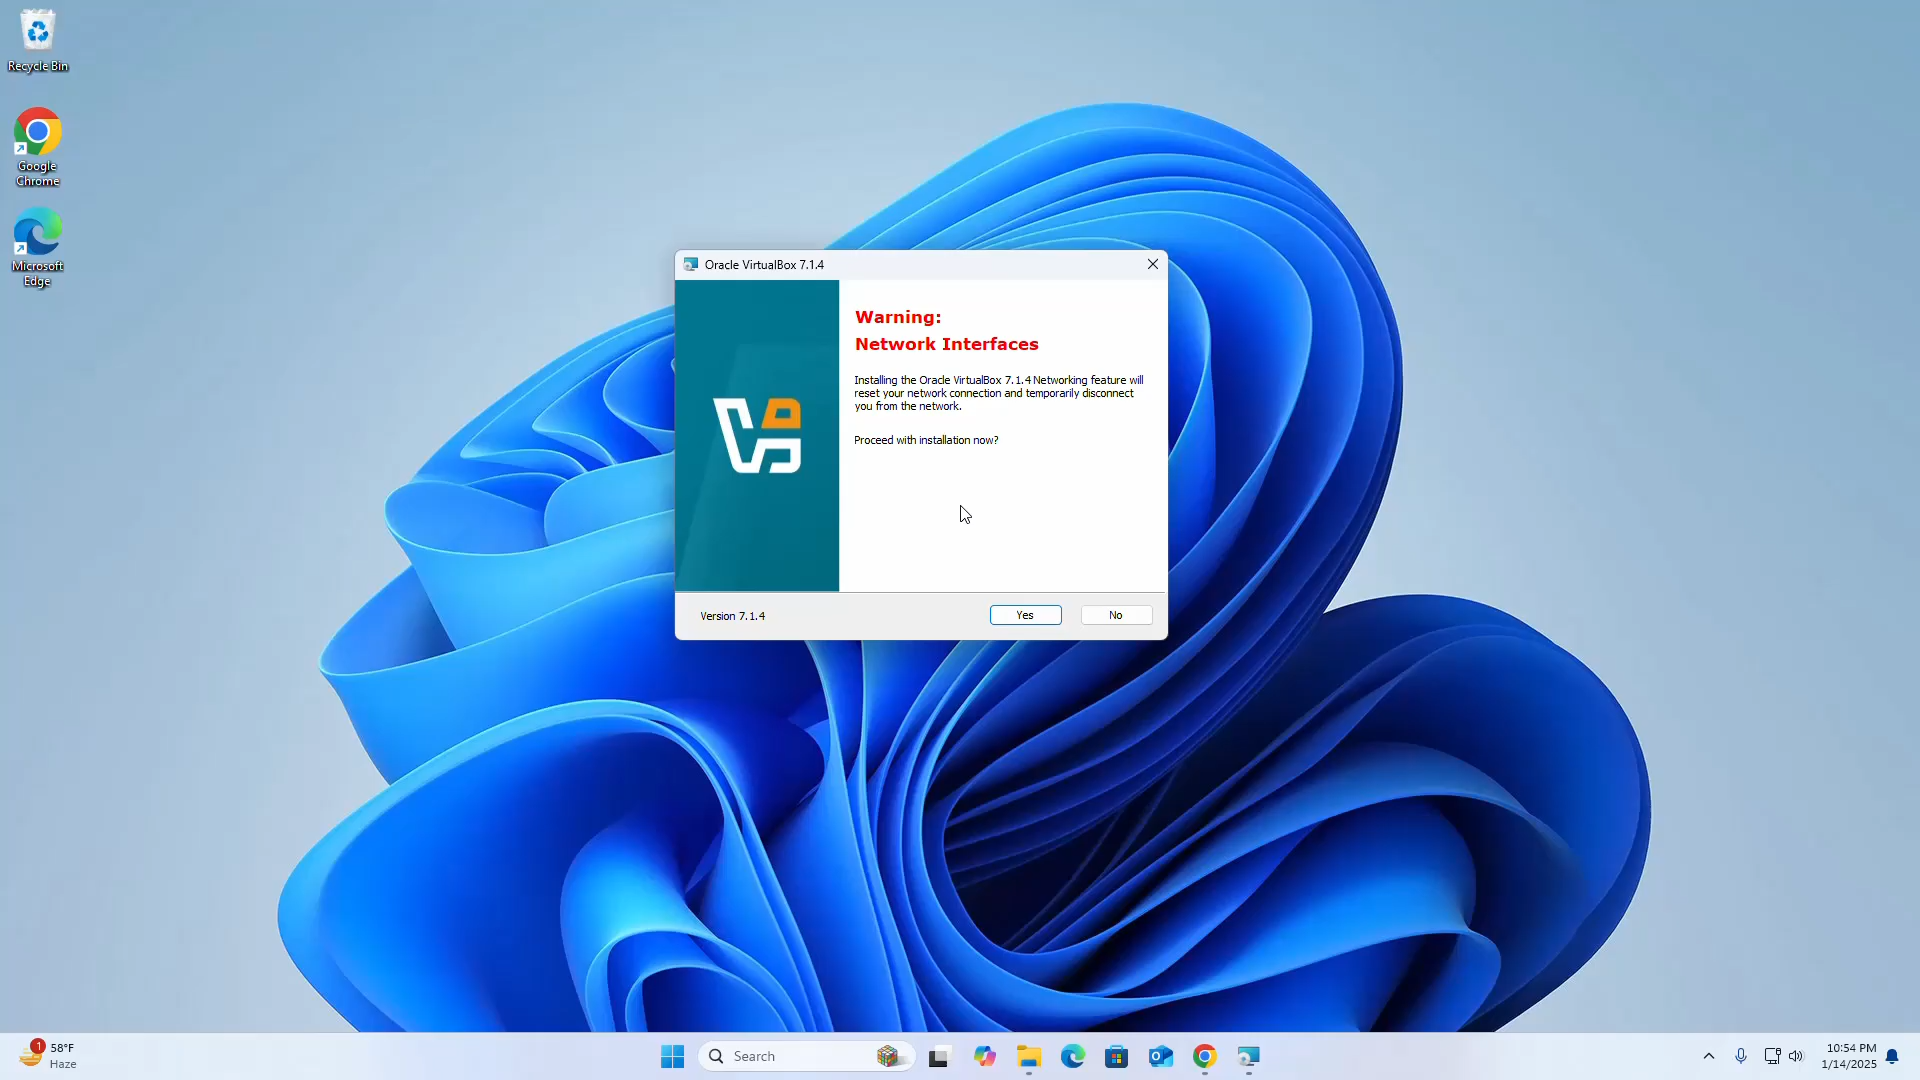 Recycle Bin
Google
Chrome
Microsoft
Edge
Oracle VirtualBox 7.1.4
Warning:
Network Interfaces
Installing the Oracle VirtualBox 7.1.4 Networking feature will
reset your network connection and temporarily disconnect
you from the network.
Proceed with installation now?
Version 7.1.4
Yes
No
1
58°F
Haze
Search
10:54 PM
1/14/2025